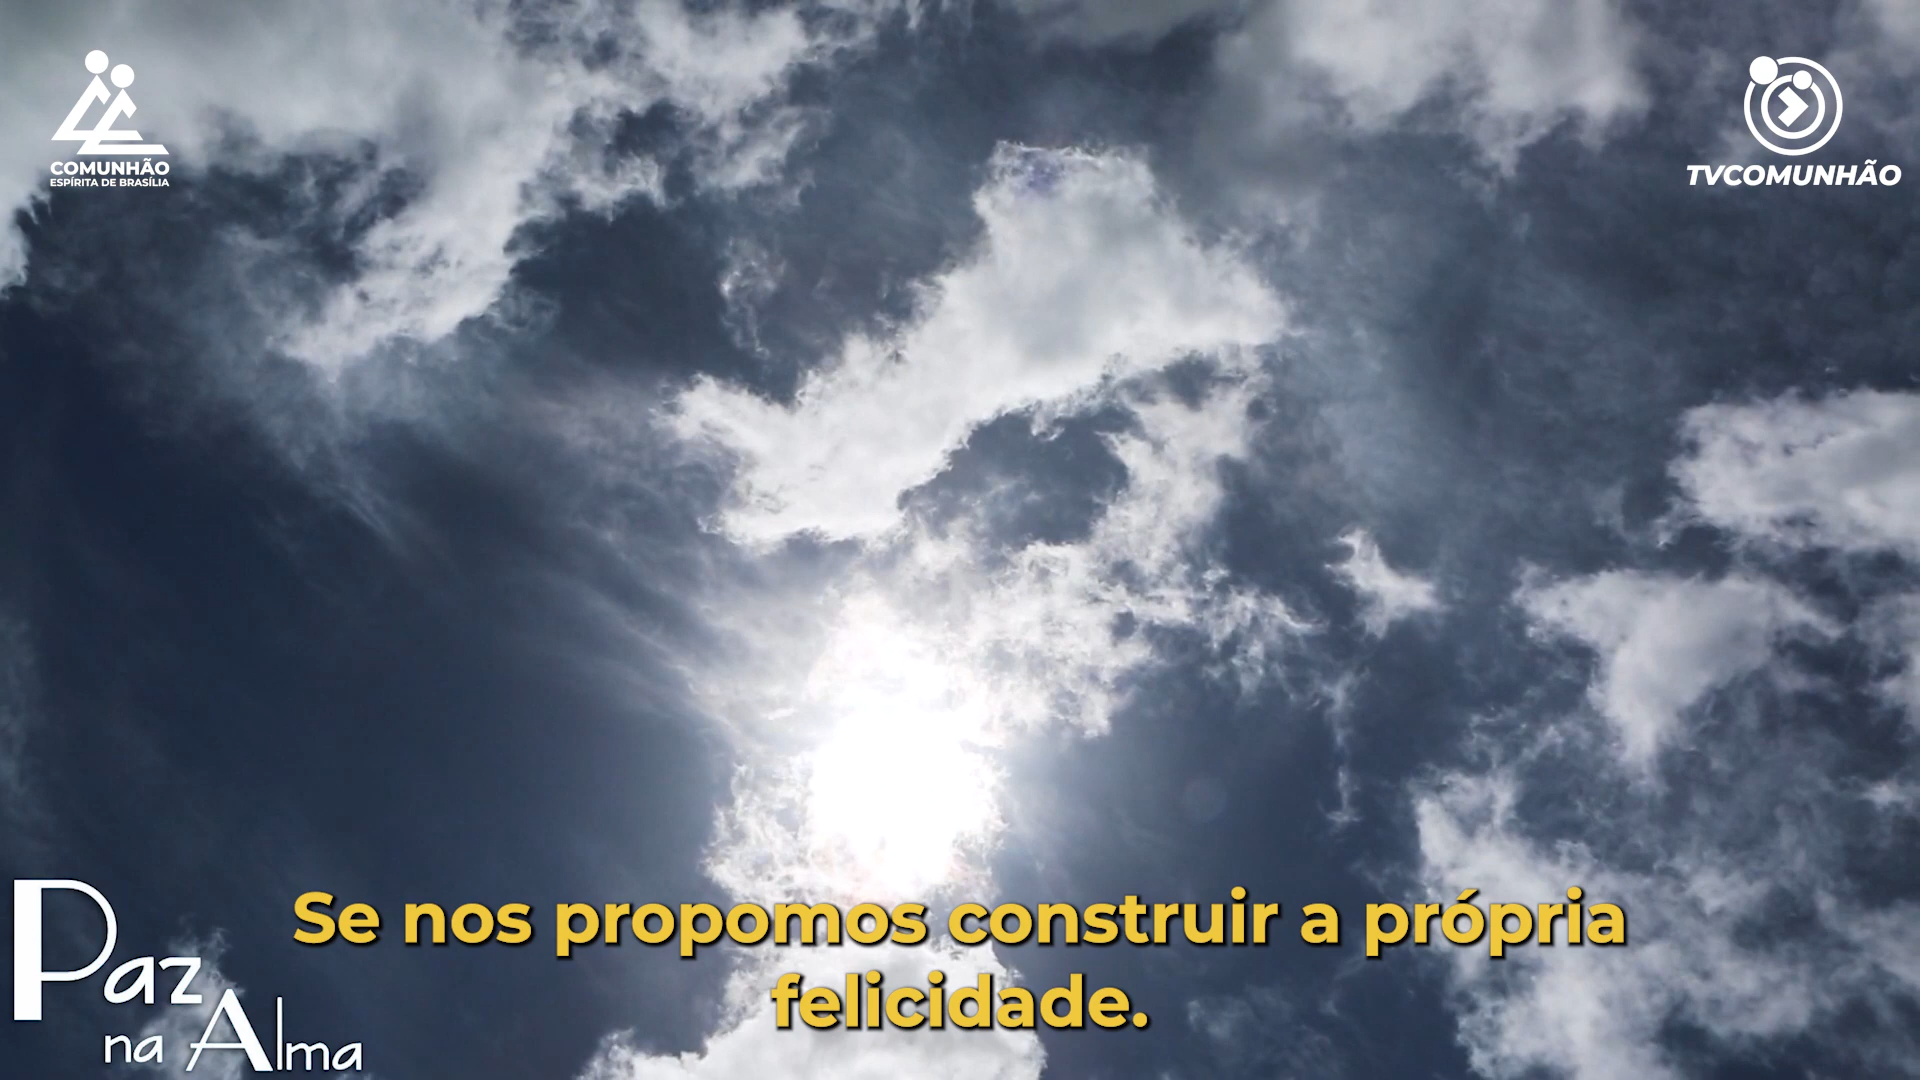 COMUNHÃO
ESPÍRITA DE BRASÍLIA
TVCOMUNHÃO
Se nos propomos construir a própria
felicidade.
Paz
na Alma